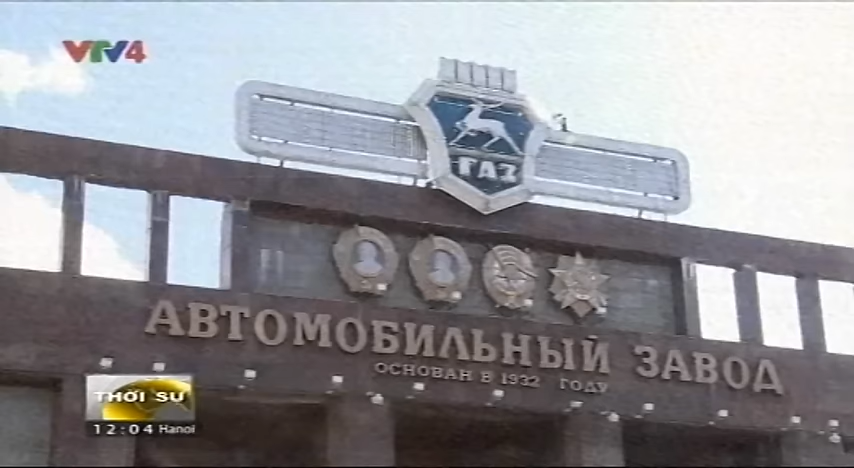 VTV4
ГАЗ
АВТОМОБИЛЬНЫЙ ЗАВОД
ОСНОВАН В 1932 ГОДУ
THỜI SỰ
12:04 Hanoi